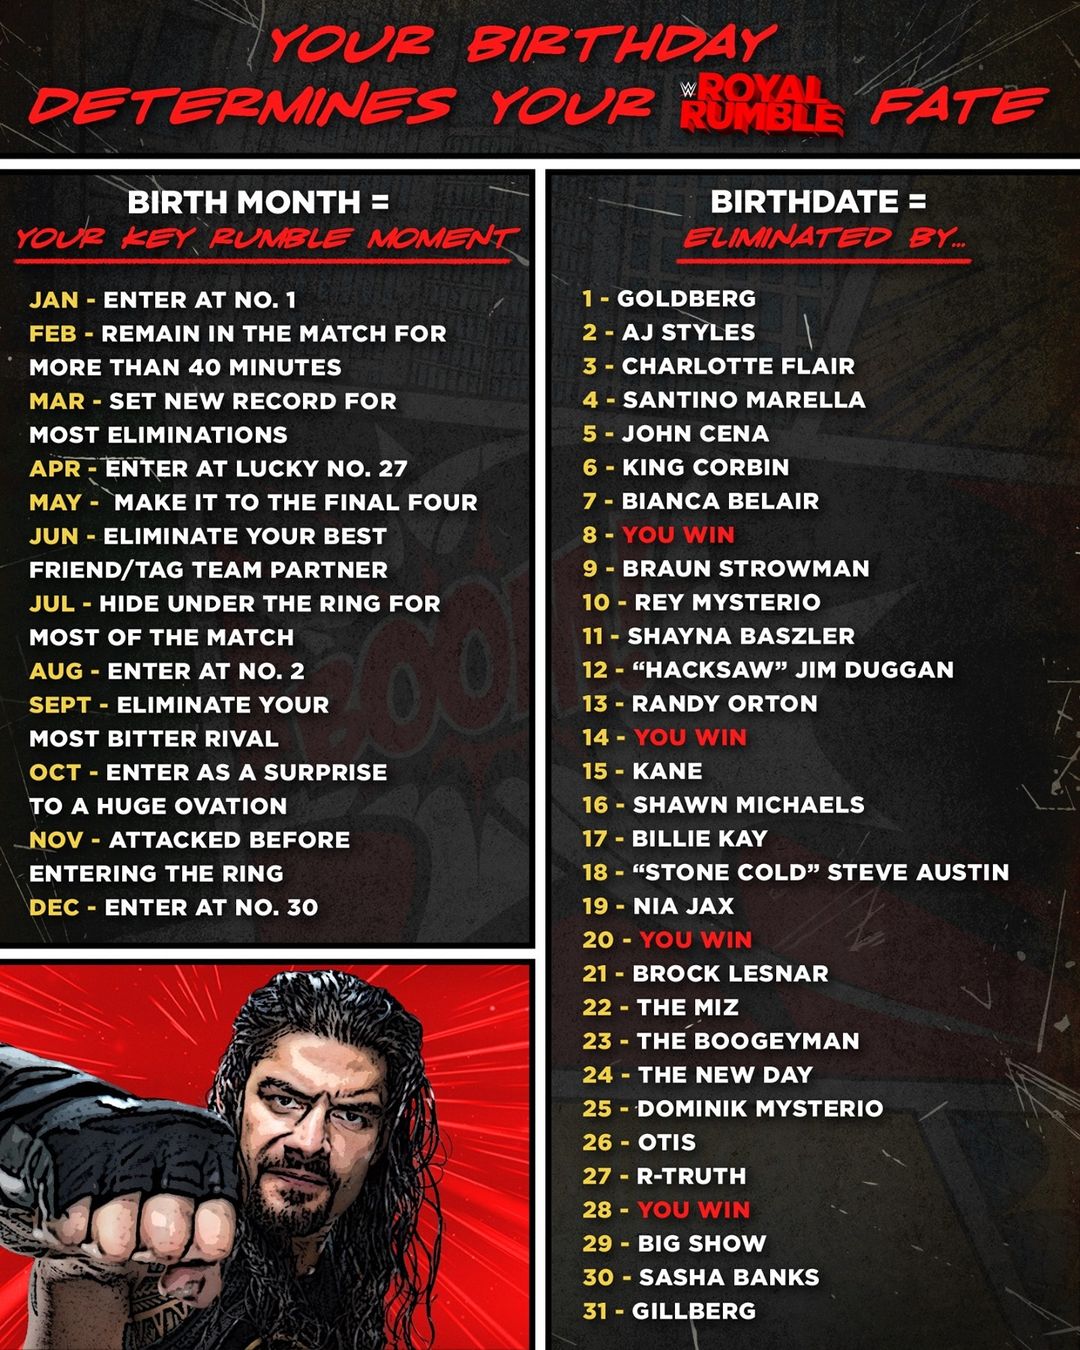 YOUR BIRTHDAY
DETERMINES YOUR W ROYAL RUMBLE FATE
BIRTH MONTH =
YOUR KEY RUMBLE MOMENT
JAN - ENTER AT NO. 1
FEB - REMAIN IN THE MATCH FOR
MORE THAN 40 MINUTES
MAR - SET NEW RECORD FOR
MOST ELIMINATIONS
APR - ENTER AT LUCKY NO. 27
MAY - MAKE IT TO THE FINAL FOUR
JUN - ELIMINATE YOUR BEST
FRIEND/TAG TEAM PARTNER
JUL - HIDE UNDER THE RING FOR
MOST OF THE MATCH
AUG - ENTER AT NO. 2
SEPT - ELIMINATE YOUR
MOST BITTER RIVAL
OCT - ENTER AS A SURPRISE
TO A HUGE OVATION
NOV - ATTACKED BEFORE
ENTERING THE RING
DEC - ENTER AT NO. 30
BIRTHDATE =
ELIMINATED BY...
1 - GOLDBERG
2 - AJ STYLES
3 - CHARLOTTE FLAIR
4 - SANTINO MARELLA
5 - JOHN CENA
6 - KING CORBIN
7 - BIANCA BELAIR
8 - YOU WIN
9 - BRAUN STROWMAN
10 - REY MYSTERIO
11 - SHAYNA BASZLER
12 - “HACKSAW” JIM DUGGAN
13 - RANDY ORTON
14 - YOU WIN
15 - KANE
16 - SHAWN MICHAELS
17 - BILLIE KAY
18 - “STONE COLD” STEVE AUSTIN
19 - NIA JAX
20 - YOU WIN
21 - BROCK LESNAR
22 - THE MIZ
23 - THE BOOGEYMAN
24 - THE NEW DAY
25 - DOMINIK MYSTERIO
26 - OTIS
27 - R-TRUTH
28 - YOU WIN
29 - BIG SHOW
30 - SASHA BANKS
31 - GILLBERG